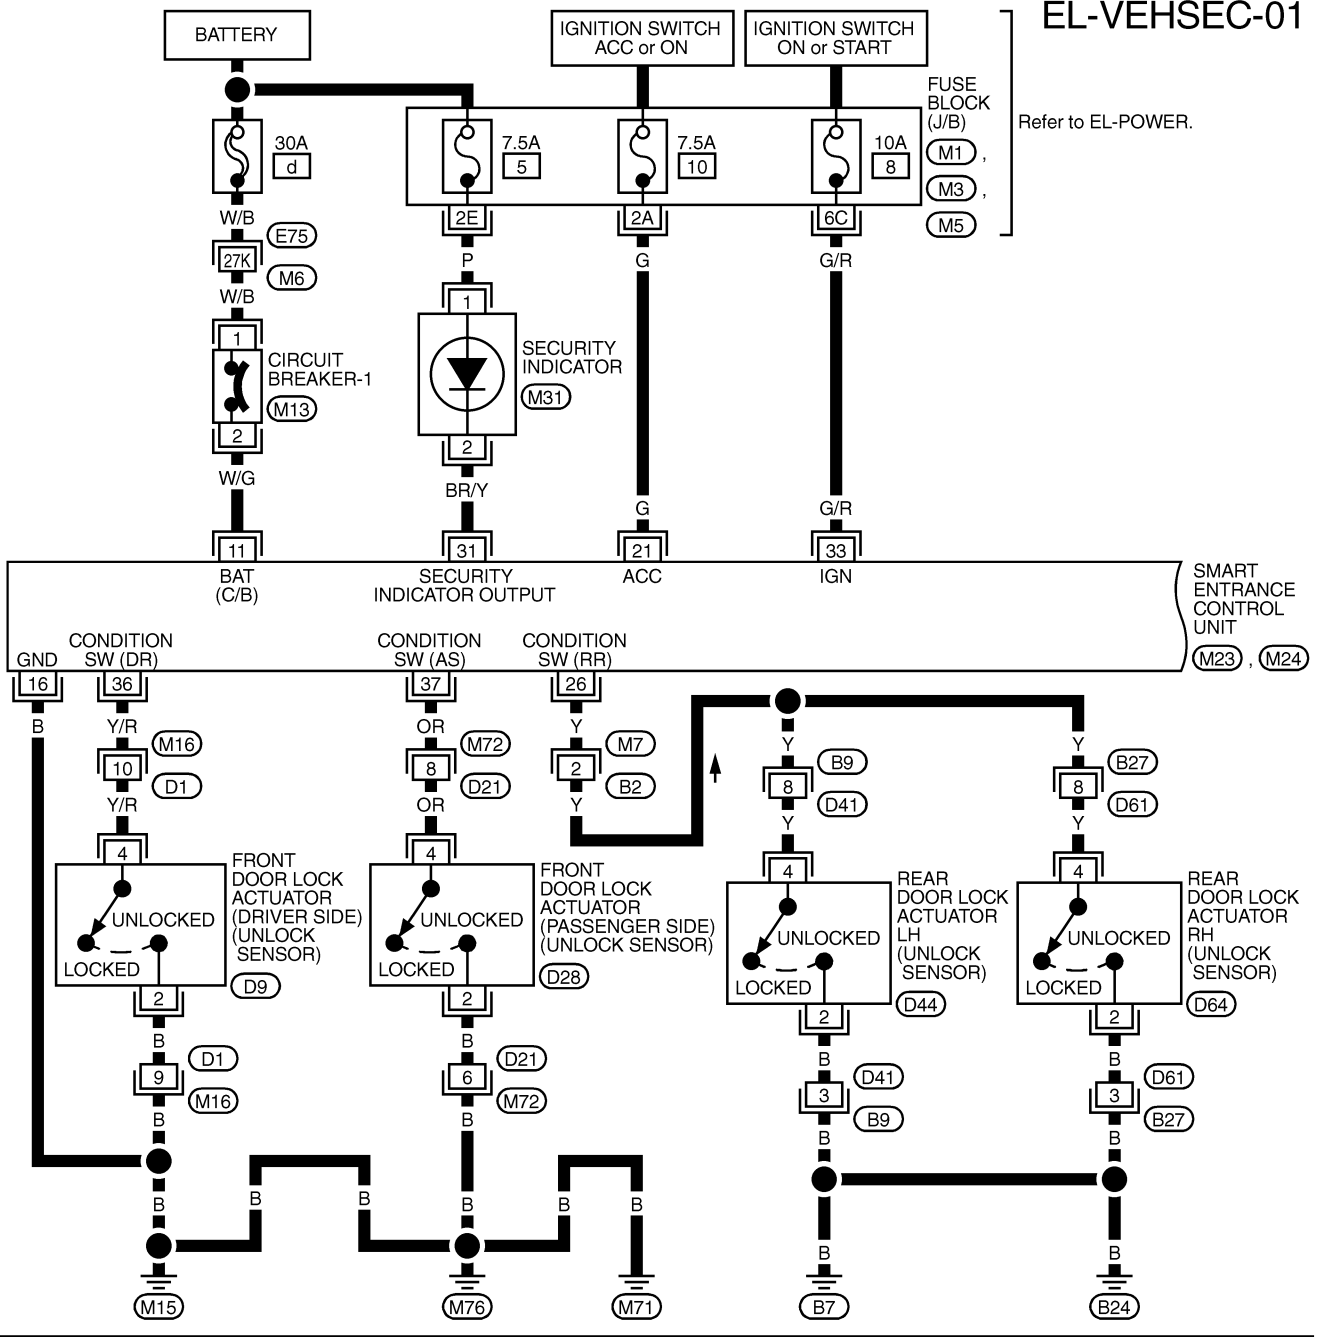 EL-VEHSEC-01
BATTERY
IGNITION SWITCH
ACC or ON
IGNITION SWITCH
ON or START
FUSE
BLOCK
(J/B)
M1 ,
M3 ,
M5
Refer to EL-POWER.
30A
d
7.5A
5
7.5A
10
10A
8
W/B
2E
2A
6C
E75
27K
M6
P
G
G/R
W/B
1
1
CIRCUIT
BREAKER-1
M13
SECURITY
INDICATOR
M31
2
2
W/G
BR/Y
G
G/R
11
31
21
33
BAT
(C/B)
SECURITY
INDICATOR OUTPUT
ACC
IGN
SMART
ENTRANCE
CONTROL
UNIT
M23 , M24
GND
CONDITION
SW (DR)
CONDITION
SW (AS)
CONDITION
SW (RR)
16
36
37
26
B
Y/R
OR
Y
Y
Y
M16
10
D1
M72
8
D21
M7
2
B2
B9
8
D41
B27
8
D61
Y/R
OR
Y
Y
Y
4
4
4
4
UNLOCKED
LOCKED
FRONT
DOOR LOCK
ACTUATOR
(DRIVER SIDE)
(UNLOCK
SENSOR)
D9
UNLOCKED
LOCKED
FRONT
DOOR LOCK
ACTUATOR
(PASSENGER SIDE)
(UNLOCK SENSOR)
D28
UNLOCKED
LOCKED
REAR
DOOR LOCK
ACTUATOR
LH
(UNLOCK
SENSOR)
D44
UNLOCKED
LOCKED
REAR
DOOR LOCK
ACTUATOR
RH
(UNLOCK
SENSOR)
D64
2
2
2
2
B
B
B
B
D1
9
M16
D21
6
M72
D41
3
B9
D61
3
B27
B
B
B
B
B
B
B
B
B
B
B
B
M15
M76
M71
B7
B24